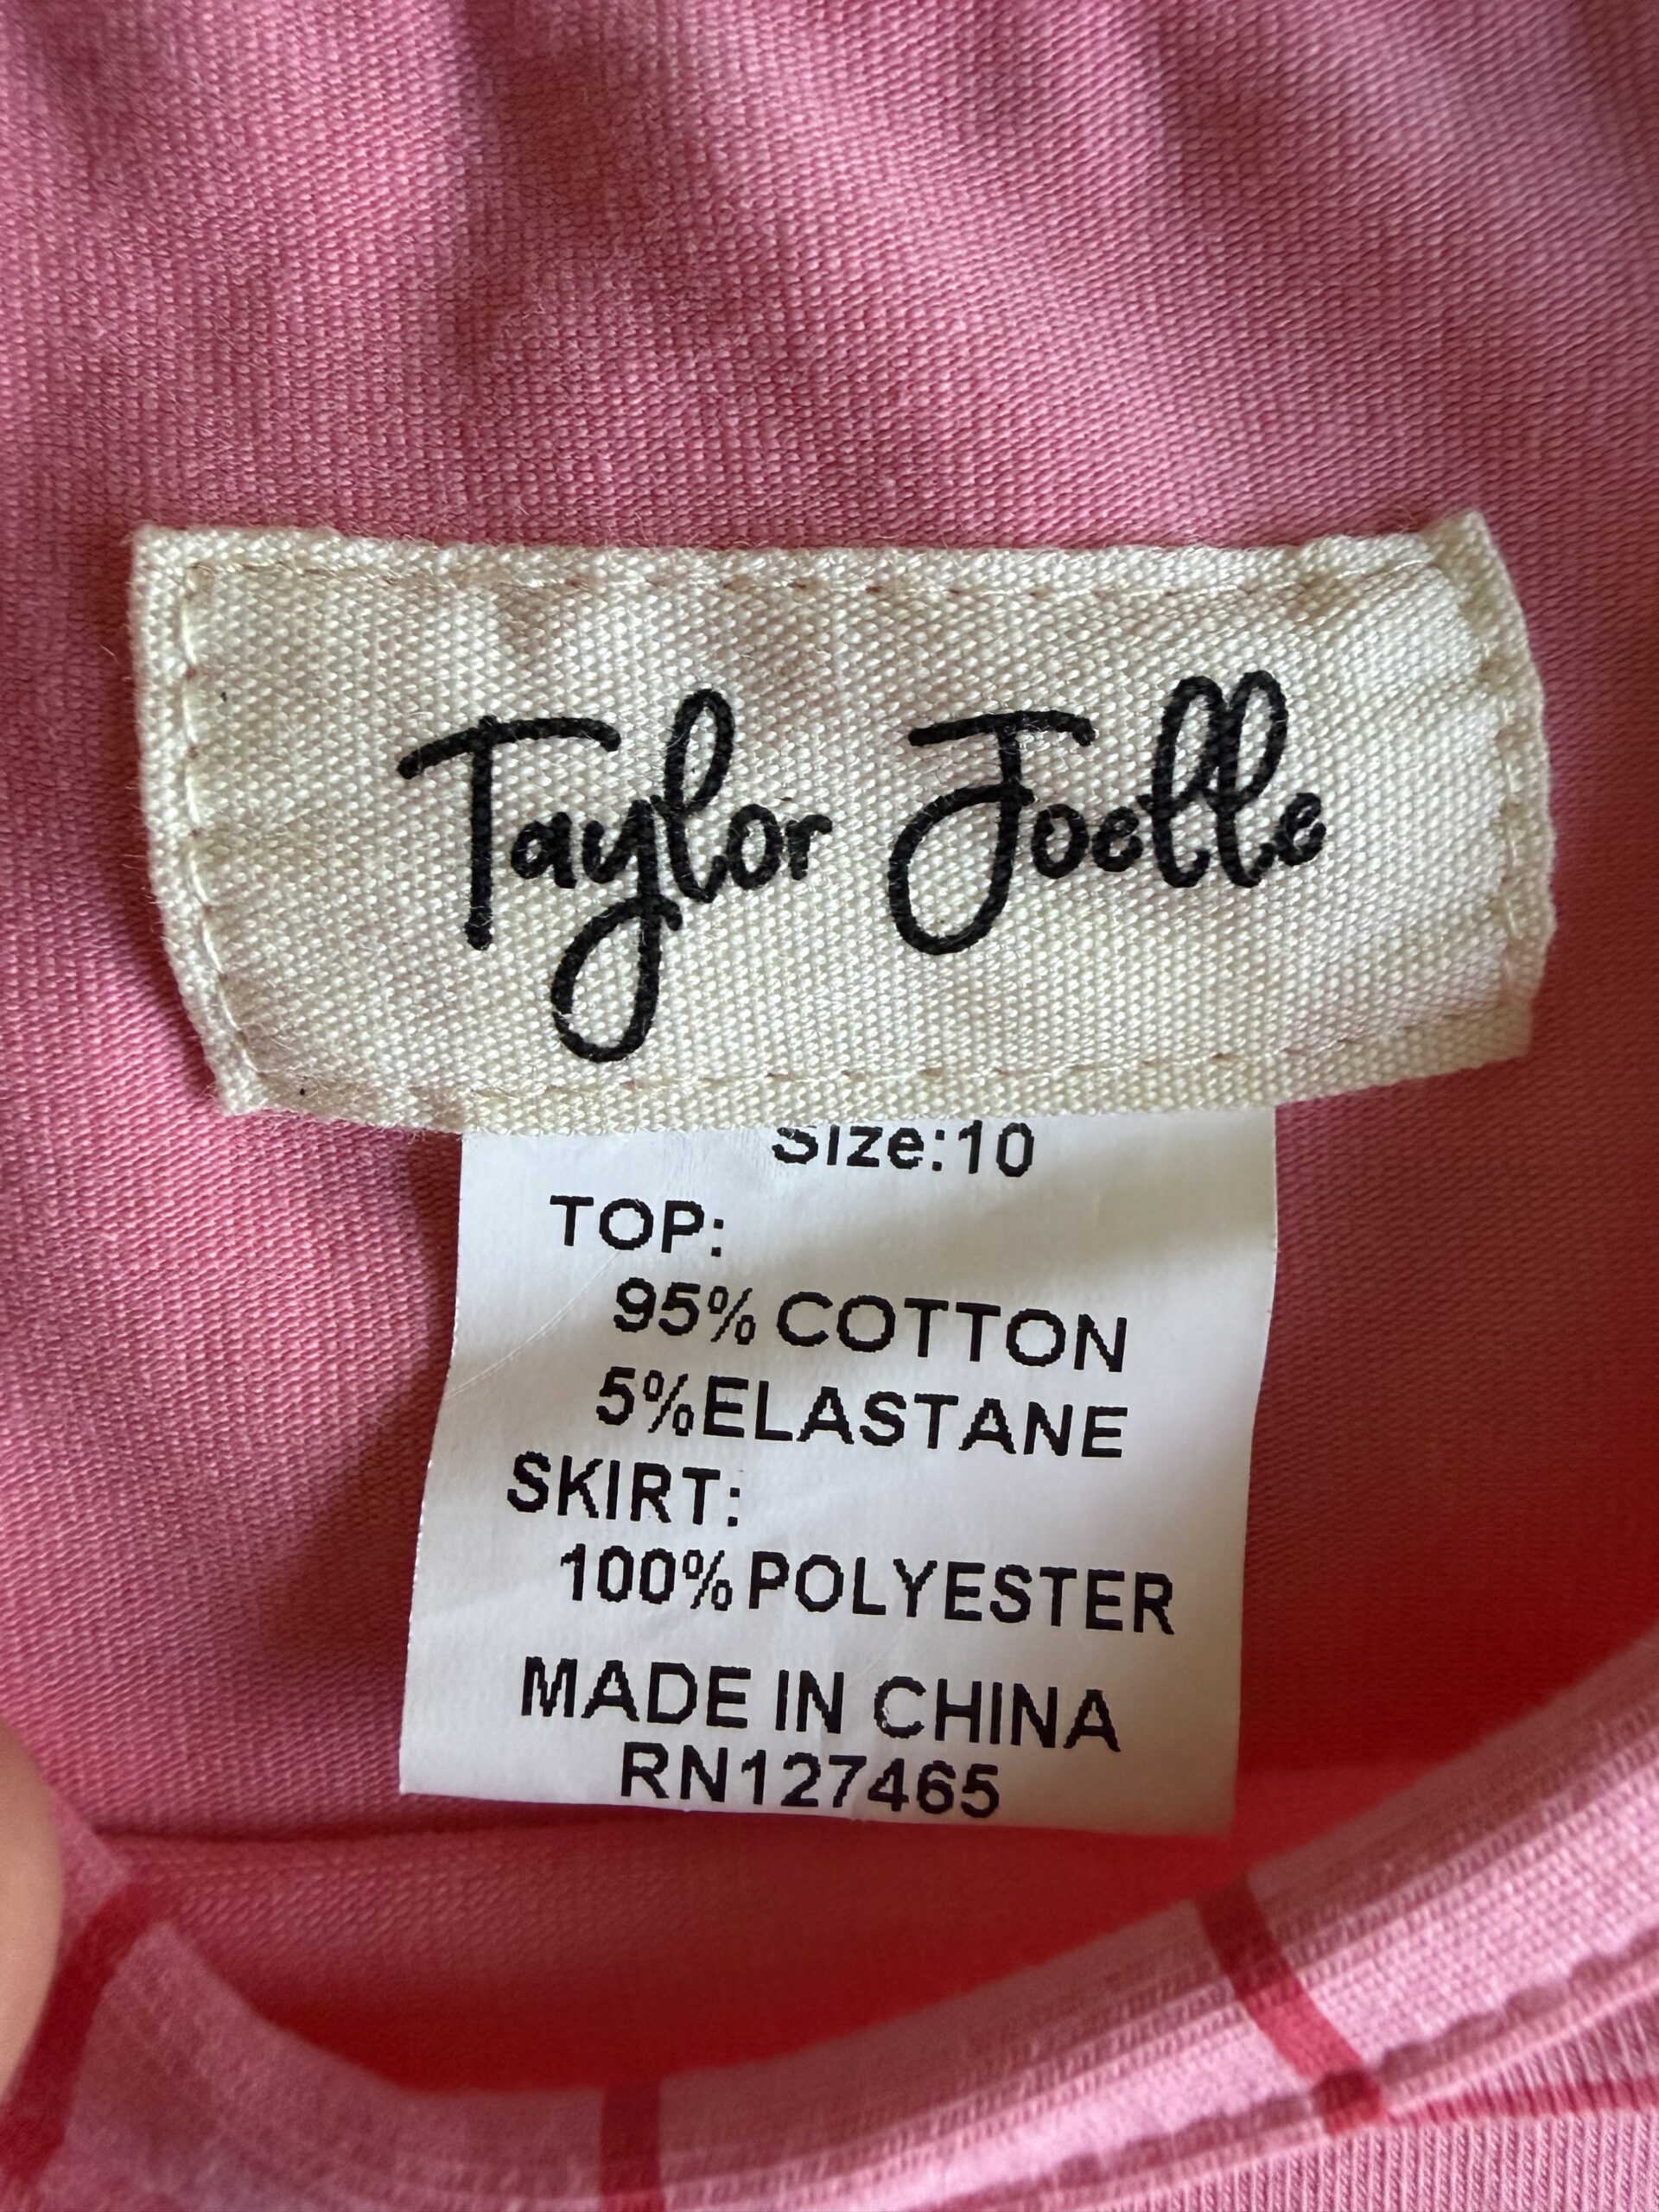 Taylor Joelle
Size:10
TOP:
95% COTTON
5%ELASTANE
SKIRT:
100%POLYESTER
MADE IN CHINA
RN127465